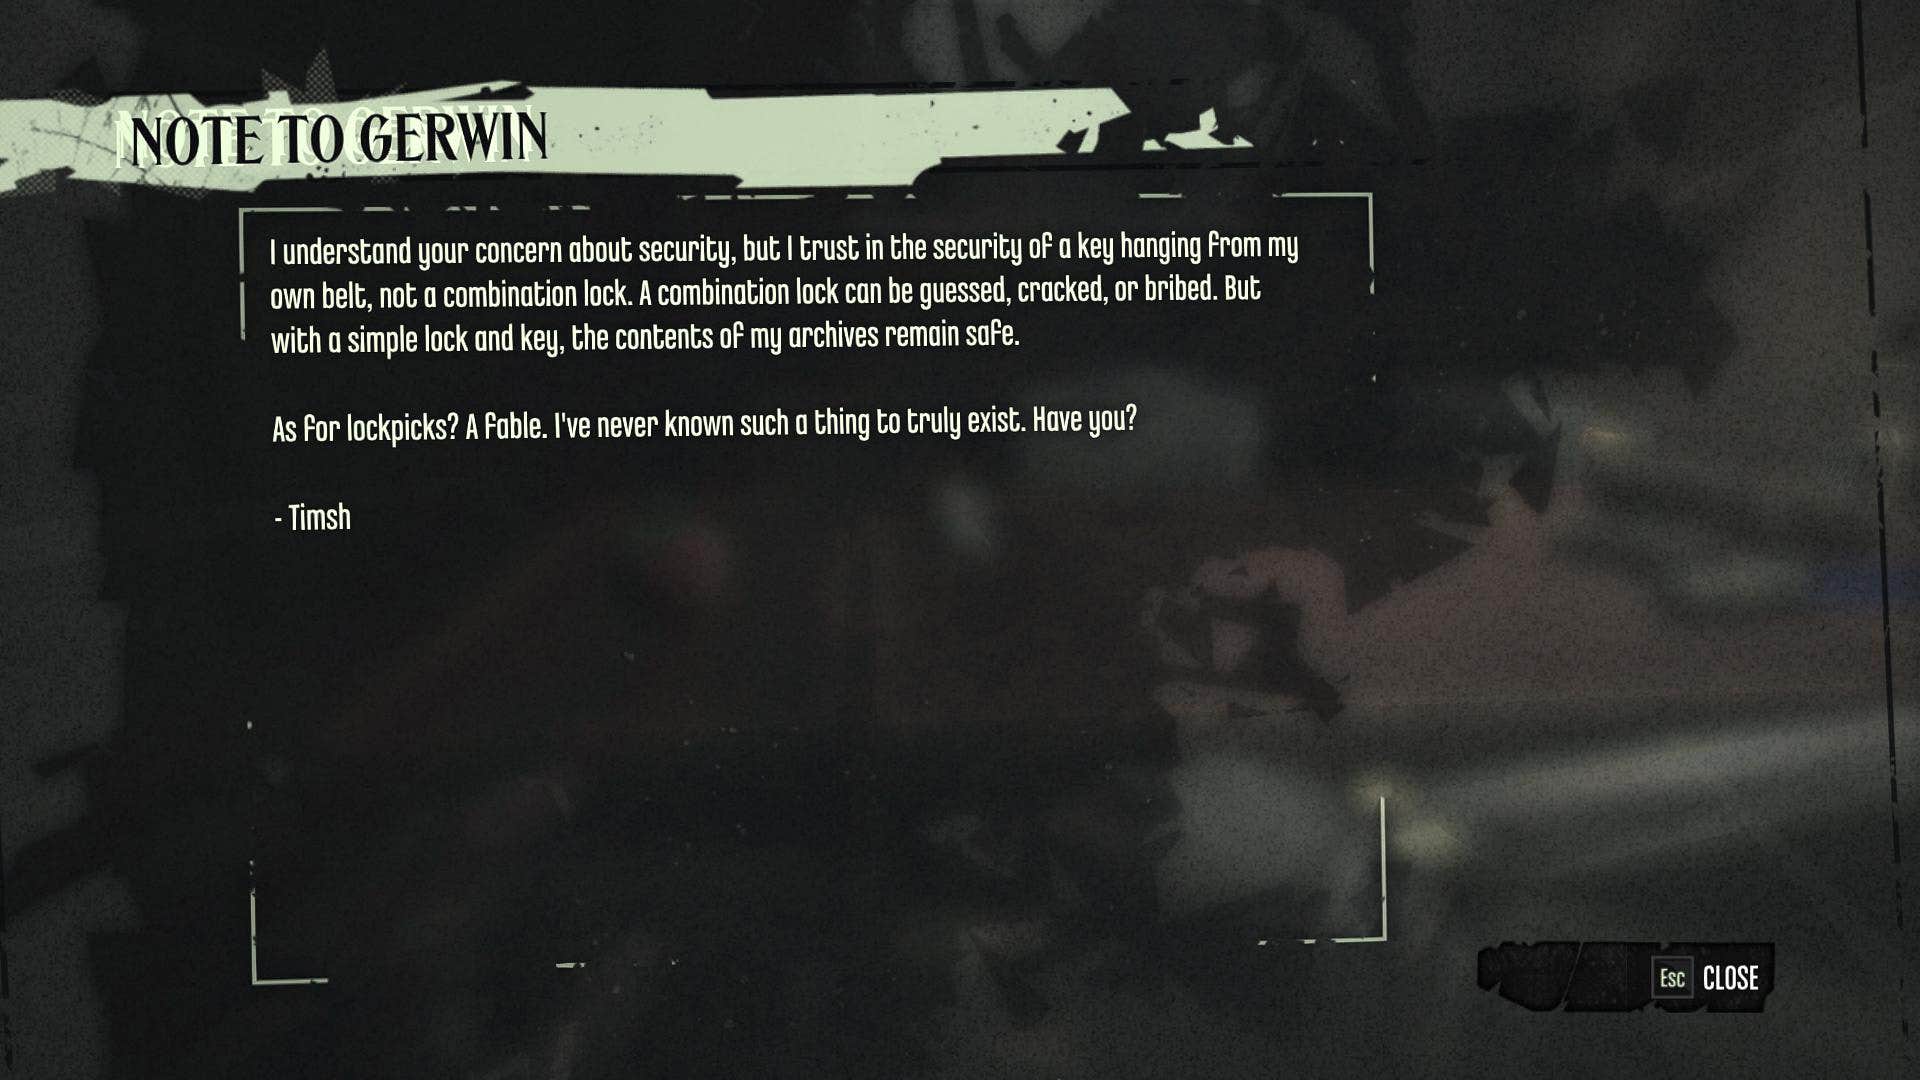 NOTE TO GERWIN
I understand your concern about security, but I trust in the security of a key hanging from my
own belt, not a combination lock. A combination lock can be guessed, cracked, or bribed. But
with a simple lock and key, the contents of my archives remain safe.
As for lockpicks? A fable. I've never known such a thing to truly exist. Have you?
- Timsh
Esc CLOSE